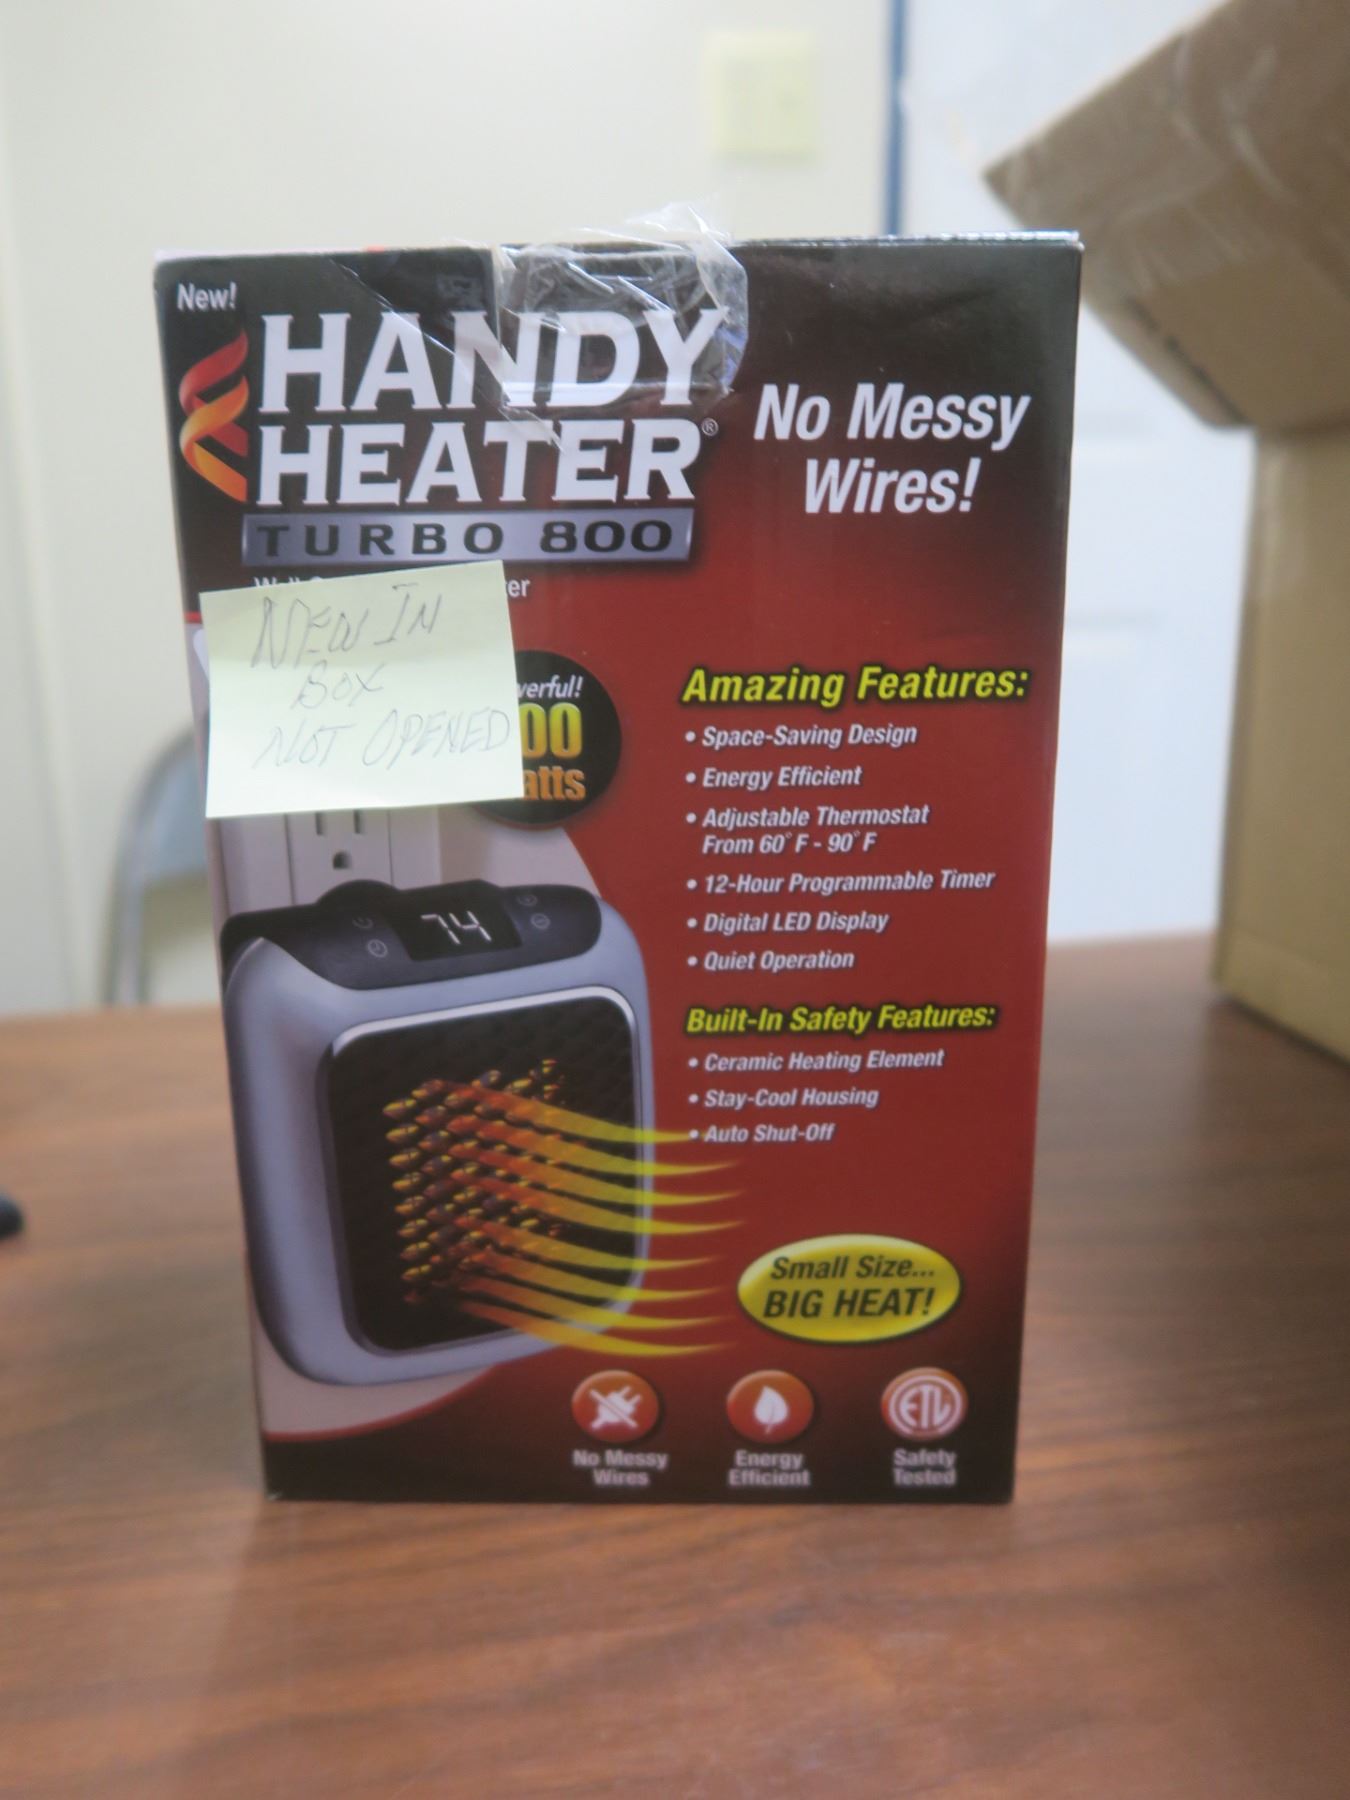 New!
HANDY
HEATER®
TURBO 800
No Messy
Wires!
NEW IN
BOX
NOT OPENED
Amazing Features:
• Space-Saving Design
• Energy Efficient
• Adjustable Thermostat
From 60°F - 90°F
• 12-Hour Programmable Timer
• Digital LED Display
• Quiet Operation
74
Built-In Safety Features:
• Ceramic Heating Element
• Stay-Cool Housing
• Auto Shut-Off
Small Size...
BIG HEAT!
No Messy
Wires
Energy
Efficient
ETL
Safety
Tested